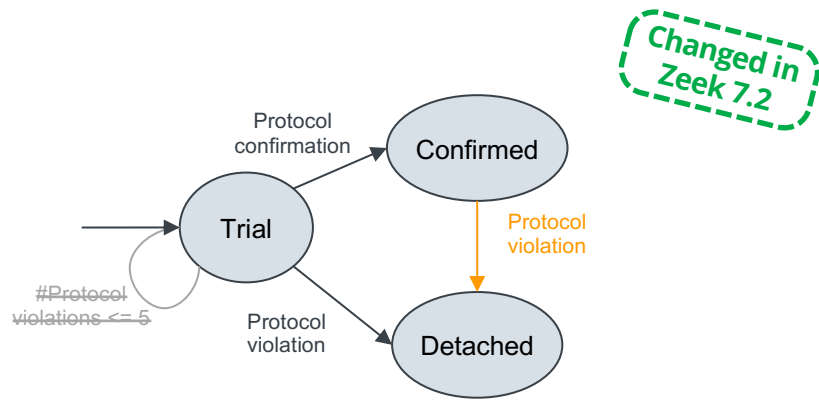 Changed in
Zeek 7.2
Protocol
confirmation
Confirmed
Trial
Protocol
violation
#Protocol
violations <= 5
Protocol
violation
Detached